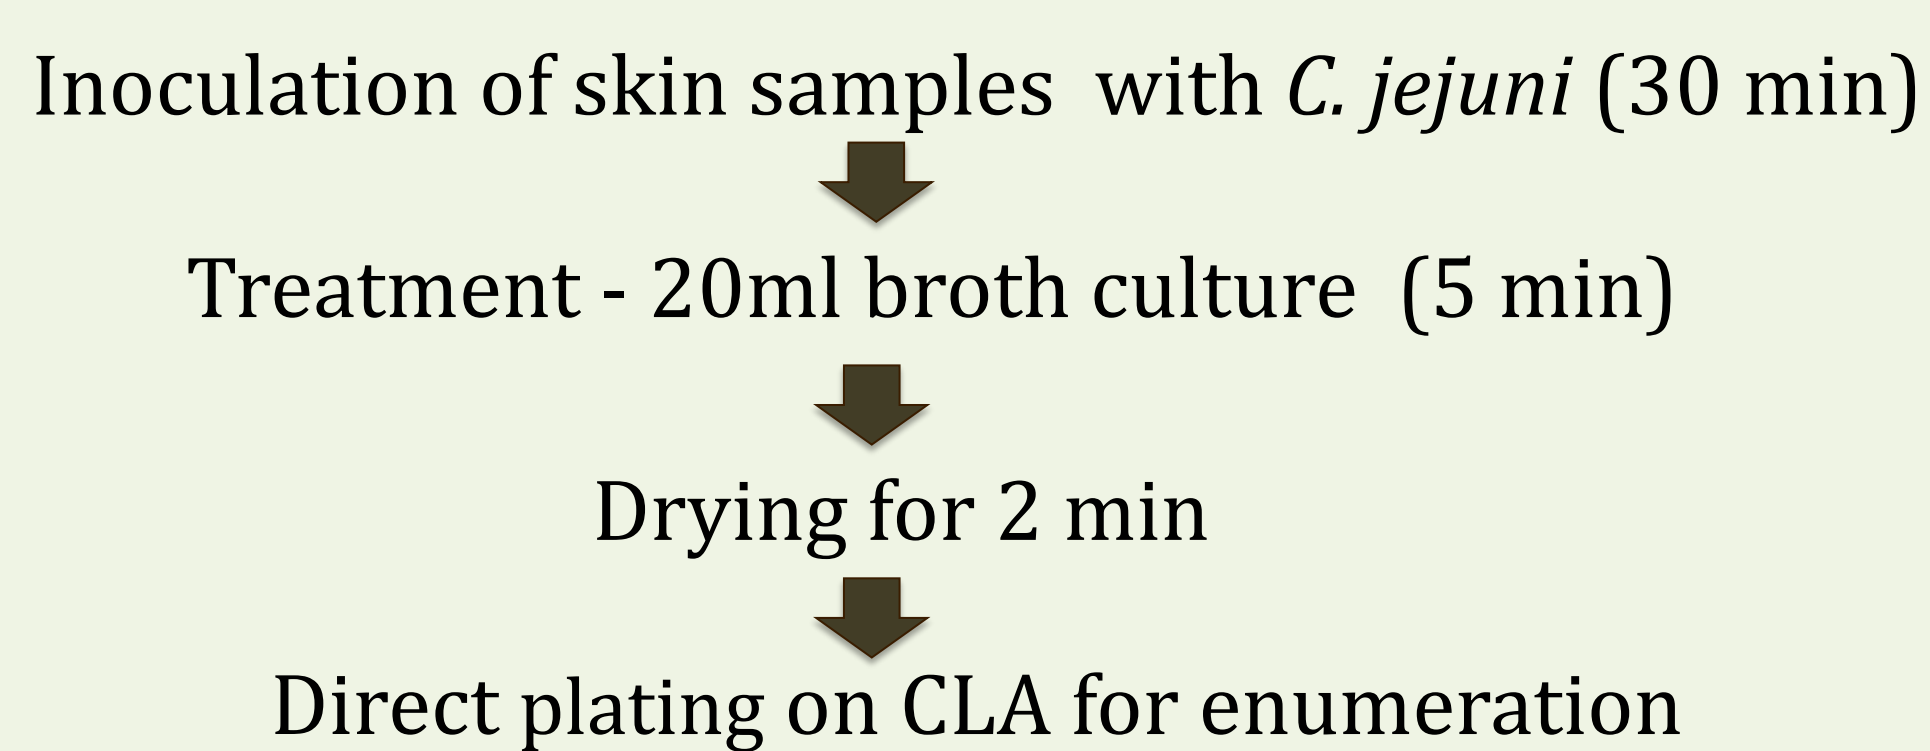 Inoculation of skin samples with C. jejuni (30 min)
Treatment - 20ml broth culture (5 min)
Drying for 2 min
Direct plating on CLA for enumeration